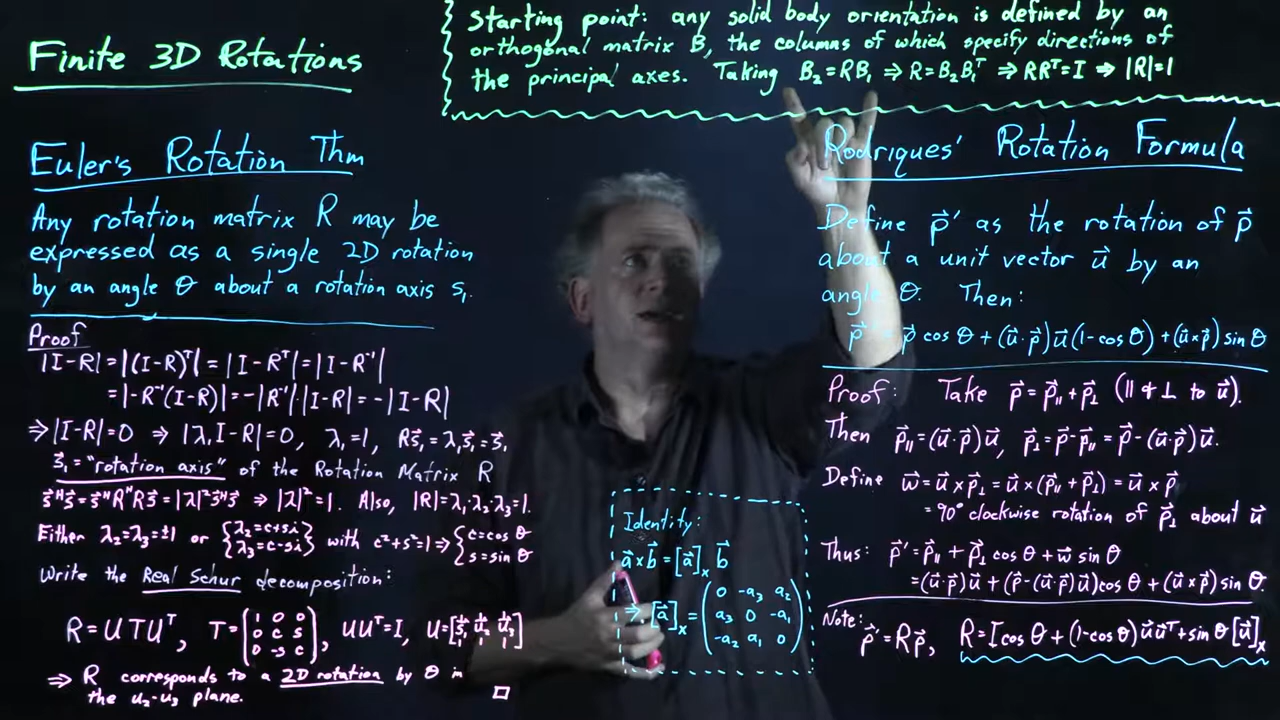 Finite 3D Rotations
Starting point: any solid body orientation is defined by an
orthogonal matrix B, the columns of which specify directions of
the principal axes. Taking B₂=RB₁ ⇒ R=B₂B₁ᵀ ⇒ RRᵀ=I ⇒ |R|=1
Euler's Rotation Thm
Any rotation matrix R may be
expressed as a single 2D rotation
by an angle θ about a rotation axis s₁.
Proof
|I-R|=|(I-R)ᵀ|=|I-Rᵀ|=|I-R⁻¹|
=|-R⁻¹(I-R)|=-|R⁻¹|·|I-R|=-|I-R|
⇒|I-R|=0 ⇒ |λ₁I-R|=0, λ₁=1, Rs⃗₁=λ₁s⃗₁=s⃗₁
s⃗₁="rotation axis" of the Rotation Matrix R
s⃗ᴴs⃗=s⃗ᴴRᴴRs⃗=|λ|²s⃗ᴴs⃗ ⇒ |λ|²=1. Also, |R|=λ₁·λ₂·λ₃=1.
Either λ₂=λ₃=±1 or {λ₂=c+si λ₃=c-si} with c²+s²=1⇒{c=cos θ s=sin θ
Write the Real Schur decomposition:
R=UTUᵀ, T=(1 0 0 0 c s 0 -s c), UUᵀ=I, U=[s⃗₁ u⃗₂ u⃗₃]
⇒ R corresponds to a 2D rotation by θ in
the u₂-u₃ plane. □
Identity:
a⃗×b⃗=[a⃗]ₓ b⃗
⇒ [a⃗]ₓ=(0 -a₃ a₂ a₃ 0 -a₁ -a₂ a₁ 0)
Rodriques' Rotation Formula
Define p⃗' as the rotation of p⃗
about a unit vector u⃗ by an
angle θ. Then:
p⃗'=p⃗ cos θ+(u⃗·p⃗)u⃗(1-cos θ)+(u⃗×p⃗)sin θ
Proof: Take p⃗=p⃗∥+p⃗⊥ (∥ & ⊥ to u⃗).
Then p⃗∥=(u⃗·p⃗)u⃗, p⃗⊥=p⃗-p⃗∥=p⃗-(u⃗·p⃗)u⃗.
Define w⃗=u⃗×p⃗⊥=u⃗×(p⃗∥+p⃗⊥)=u⃗×p⃗
=90° clockwise rotation of p⃗⊥ about u⃗
Thus: p⃗'=p⃗∥+p⃗⊥ cos θ+w⃗ sin θ
=(u⃗·p⃗)u⃗+(p⃗-(u⃗·p⃗)u⃗)cos θ+(u⃗×p⃗)sin θ.
Note: p⃗'=Rp⃗, R=I cos θ+(1-cos θ)u⃗u⃗ᵀ+sin θ[u⃗]ₓ